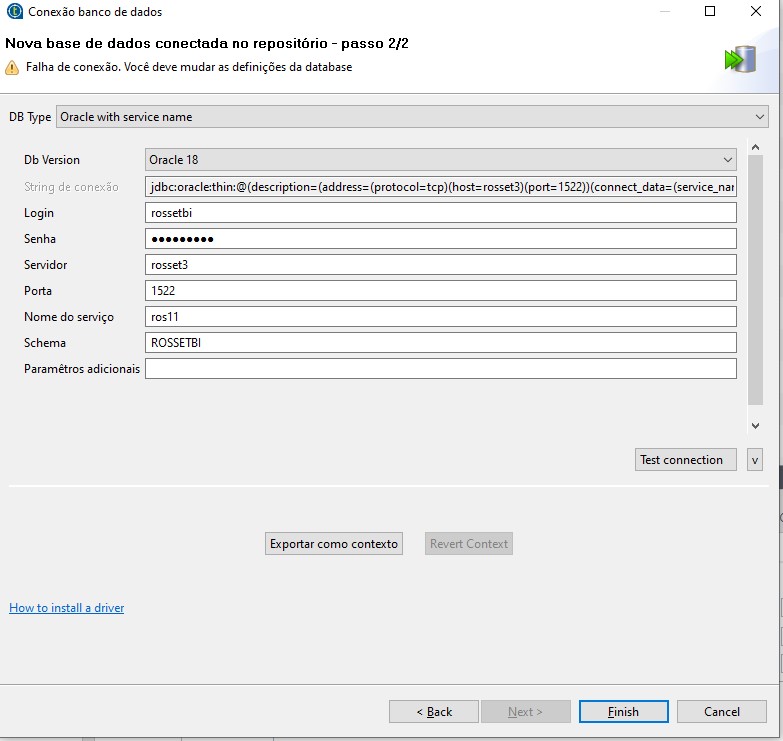 Conexão banco de dados
Nova base de dados conectada no repositório - passo 2/2
Falha de conexão. Você deve mudar as definições da database
DB Type Oracle with service name
Db Version Oracle 18
String de conexão jdbc:oracle:thin:@(description=(address=(protocol=tcp)(host=rosset3)(port=1522))(connect_data=(service_nar
Login rossetbi
Senha ●●●●●●●●●
Servidor rosset3
Porta 1522
Nome do serviço ros11
Schema ROSSETBI
Paramêtros adicionais
Test connection v
Exportar como contexto Revert Context
How to install a driver
< Back Next > Finish Cancel